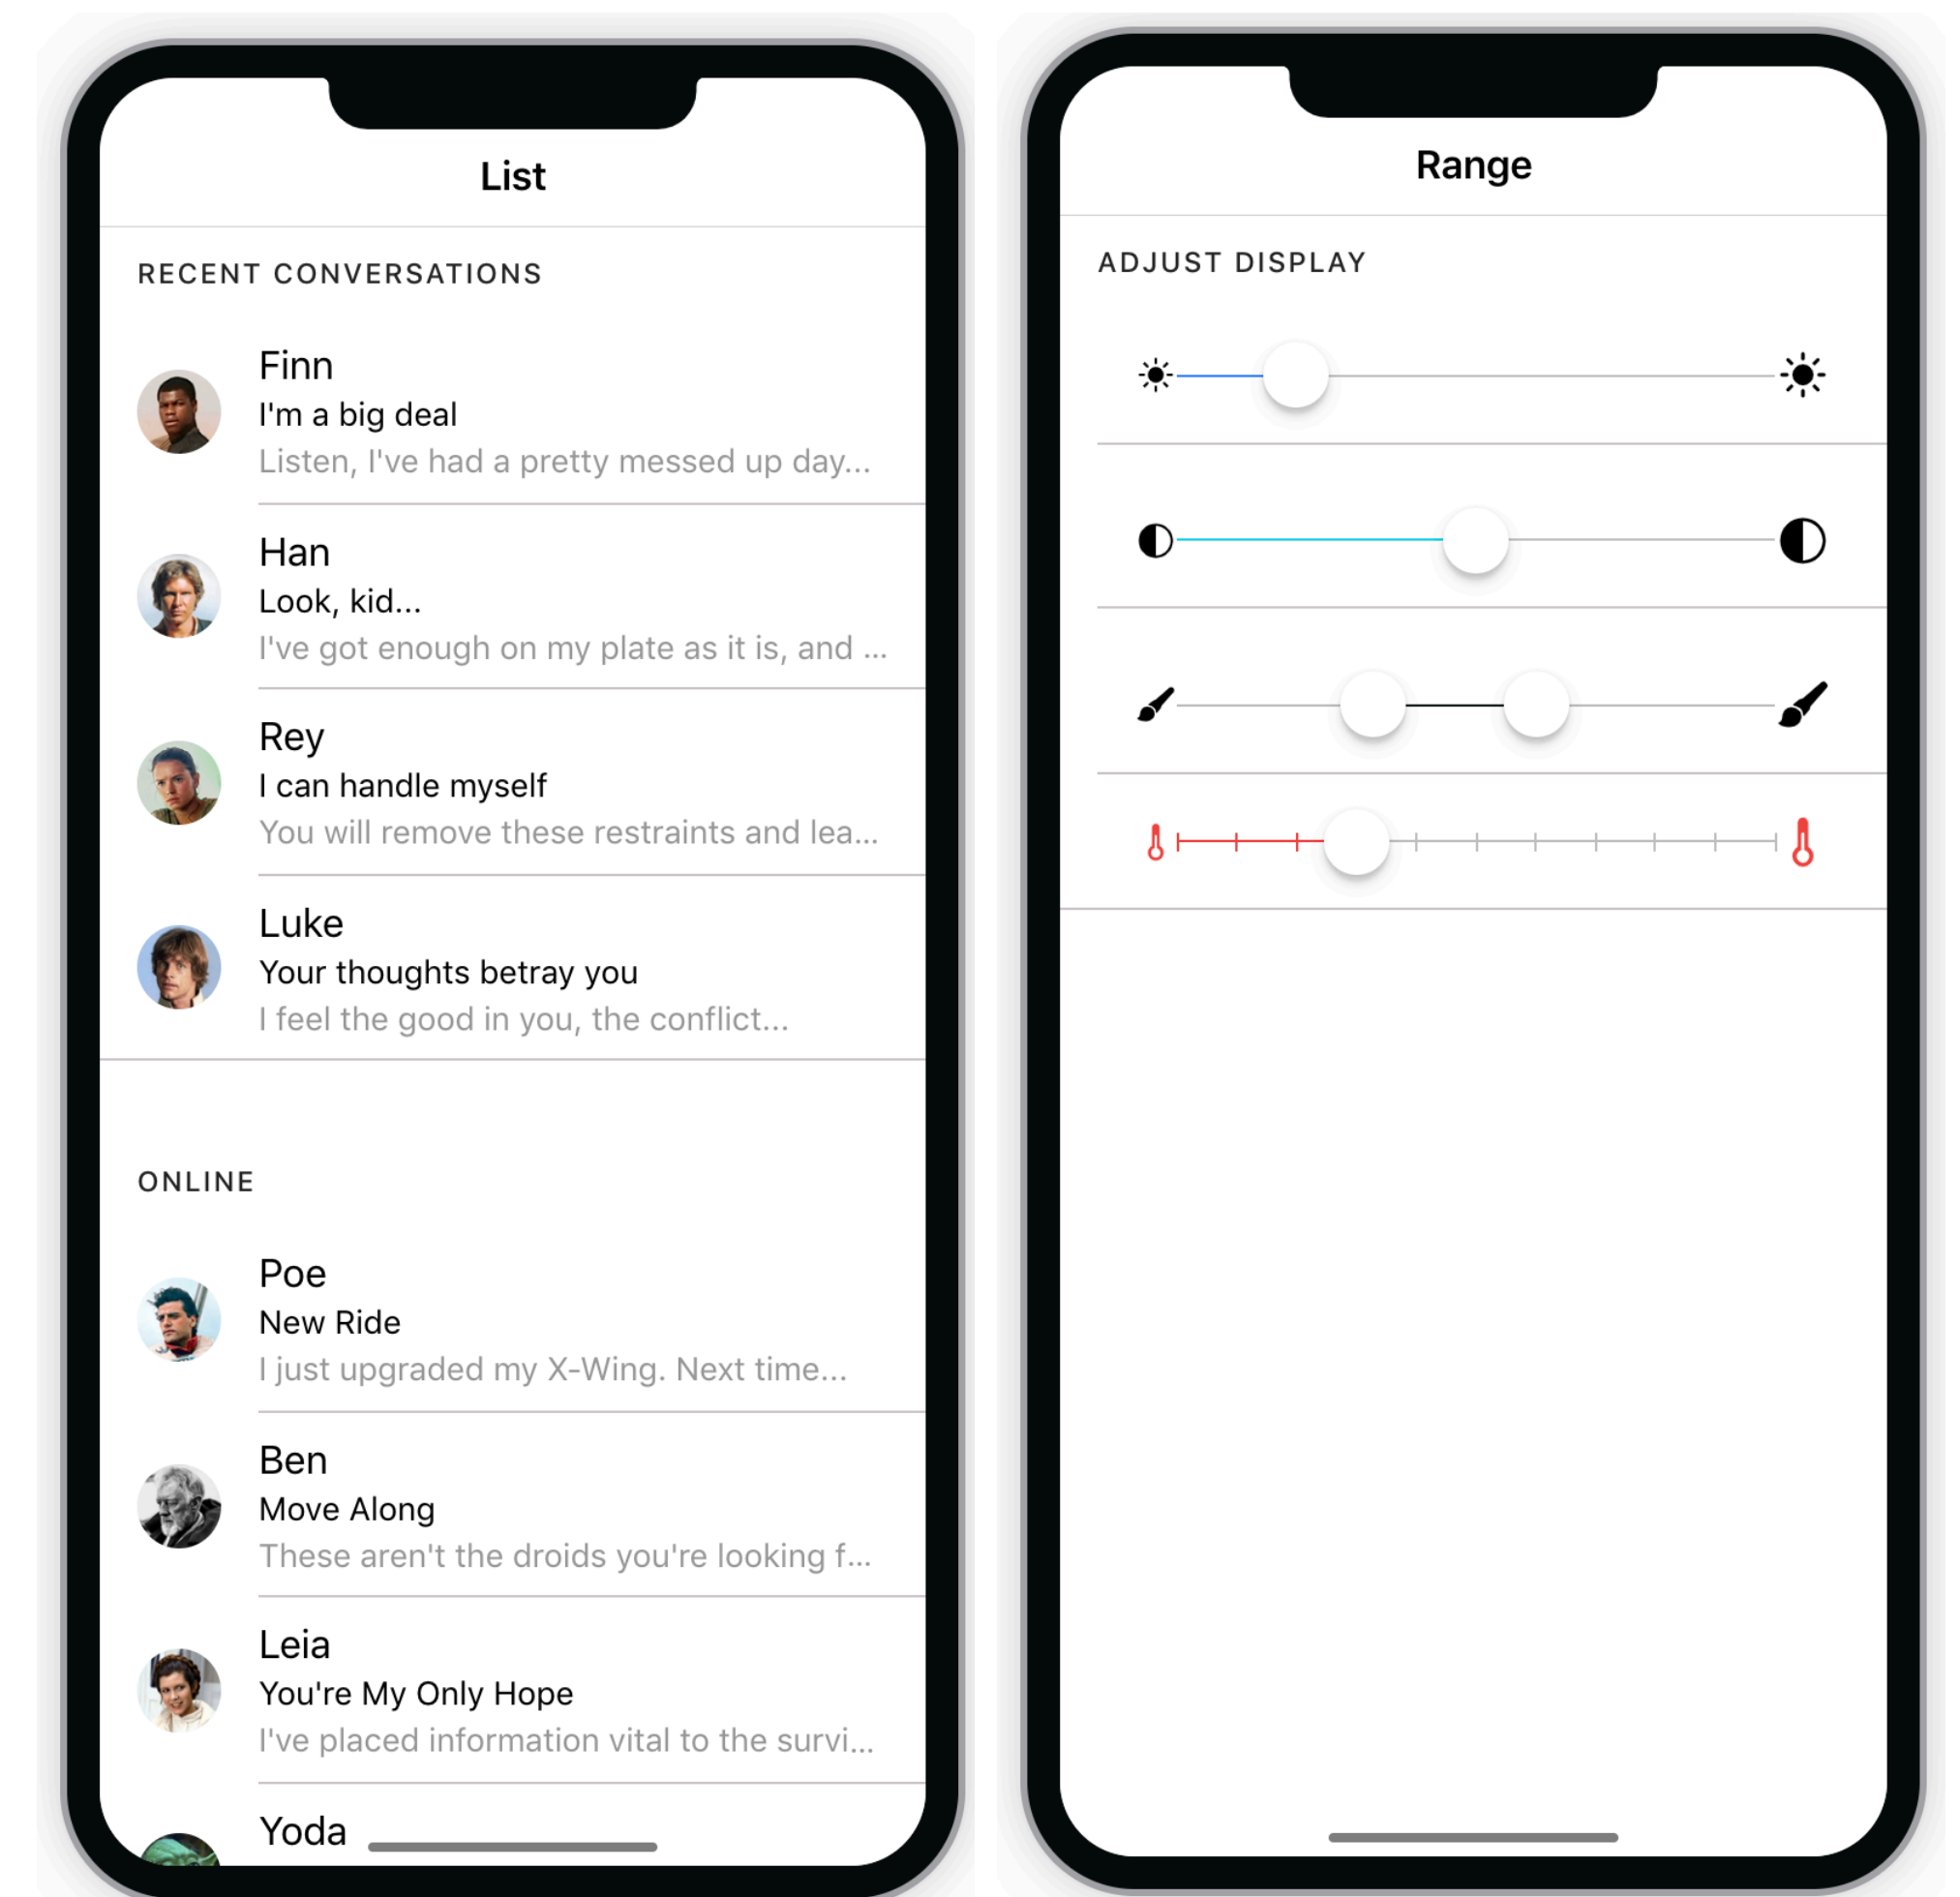 List
RECENT CONVERSATIONS
Finn
I'm a big deal
Listen, I've had a pretty messed up day...
Han
Look, kid...
I've got enough on my plate as it is, and ...
Rey
I can handle myself
You will remove these restraints and lea...
Luke
Your thoughts betray you
I feel the good in you, the conflict...
ONLINE
Poe
New Ride
I just upgraded my X-Wing. Next time...
Ben
Move Along
These aren't the droids you're looking f...
Leia
You're My Only Hope
I've placed information vital to the survi...
Yoda
Range
ADJUST DISPLAY